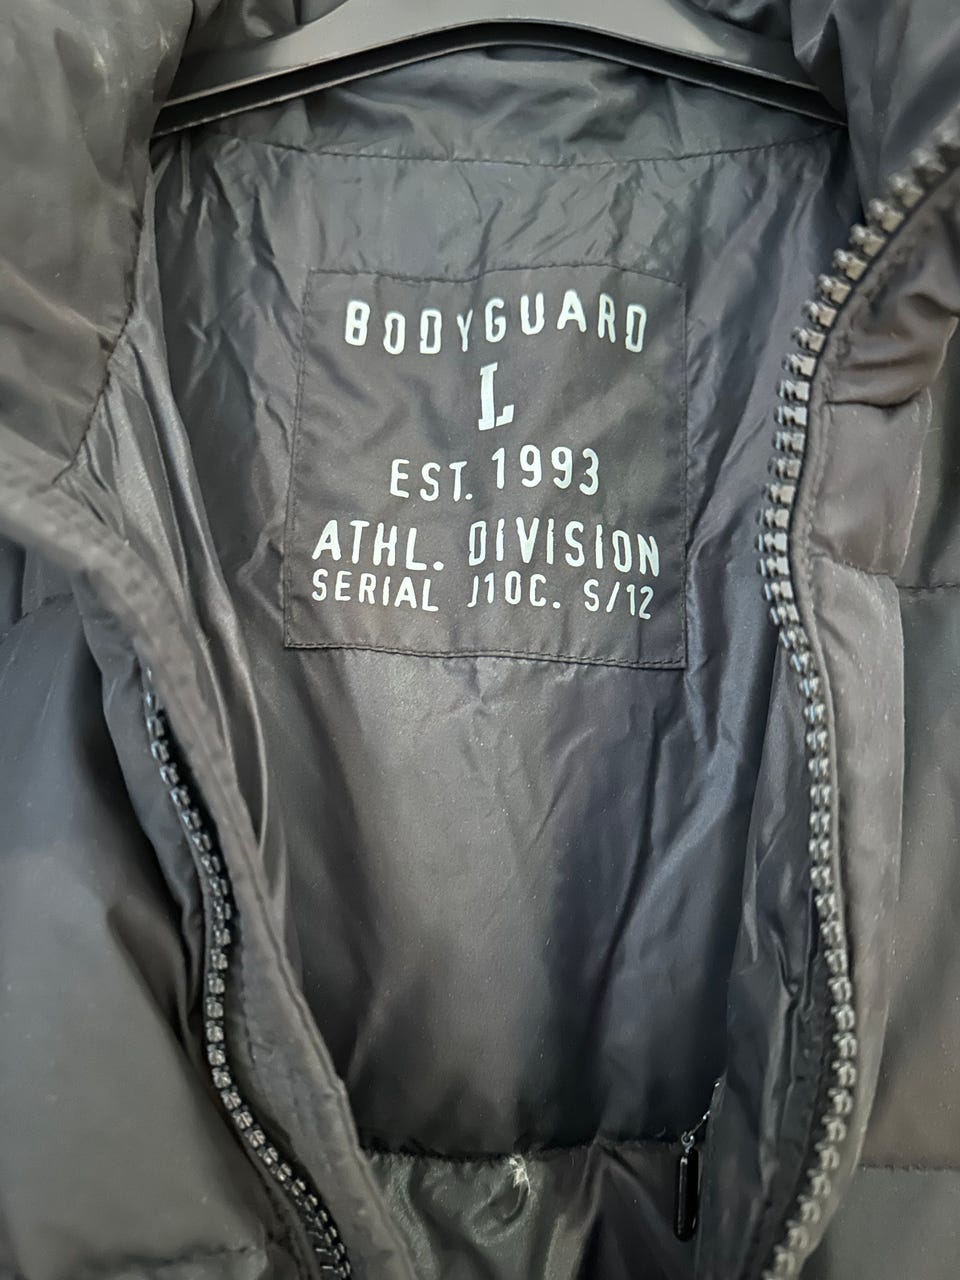 BODYGUARD
L
EST. 1993
ATHL. DIVISION
SERIAL J10C. S/12